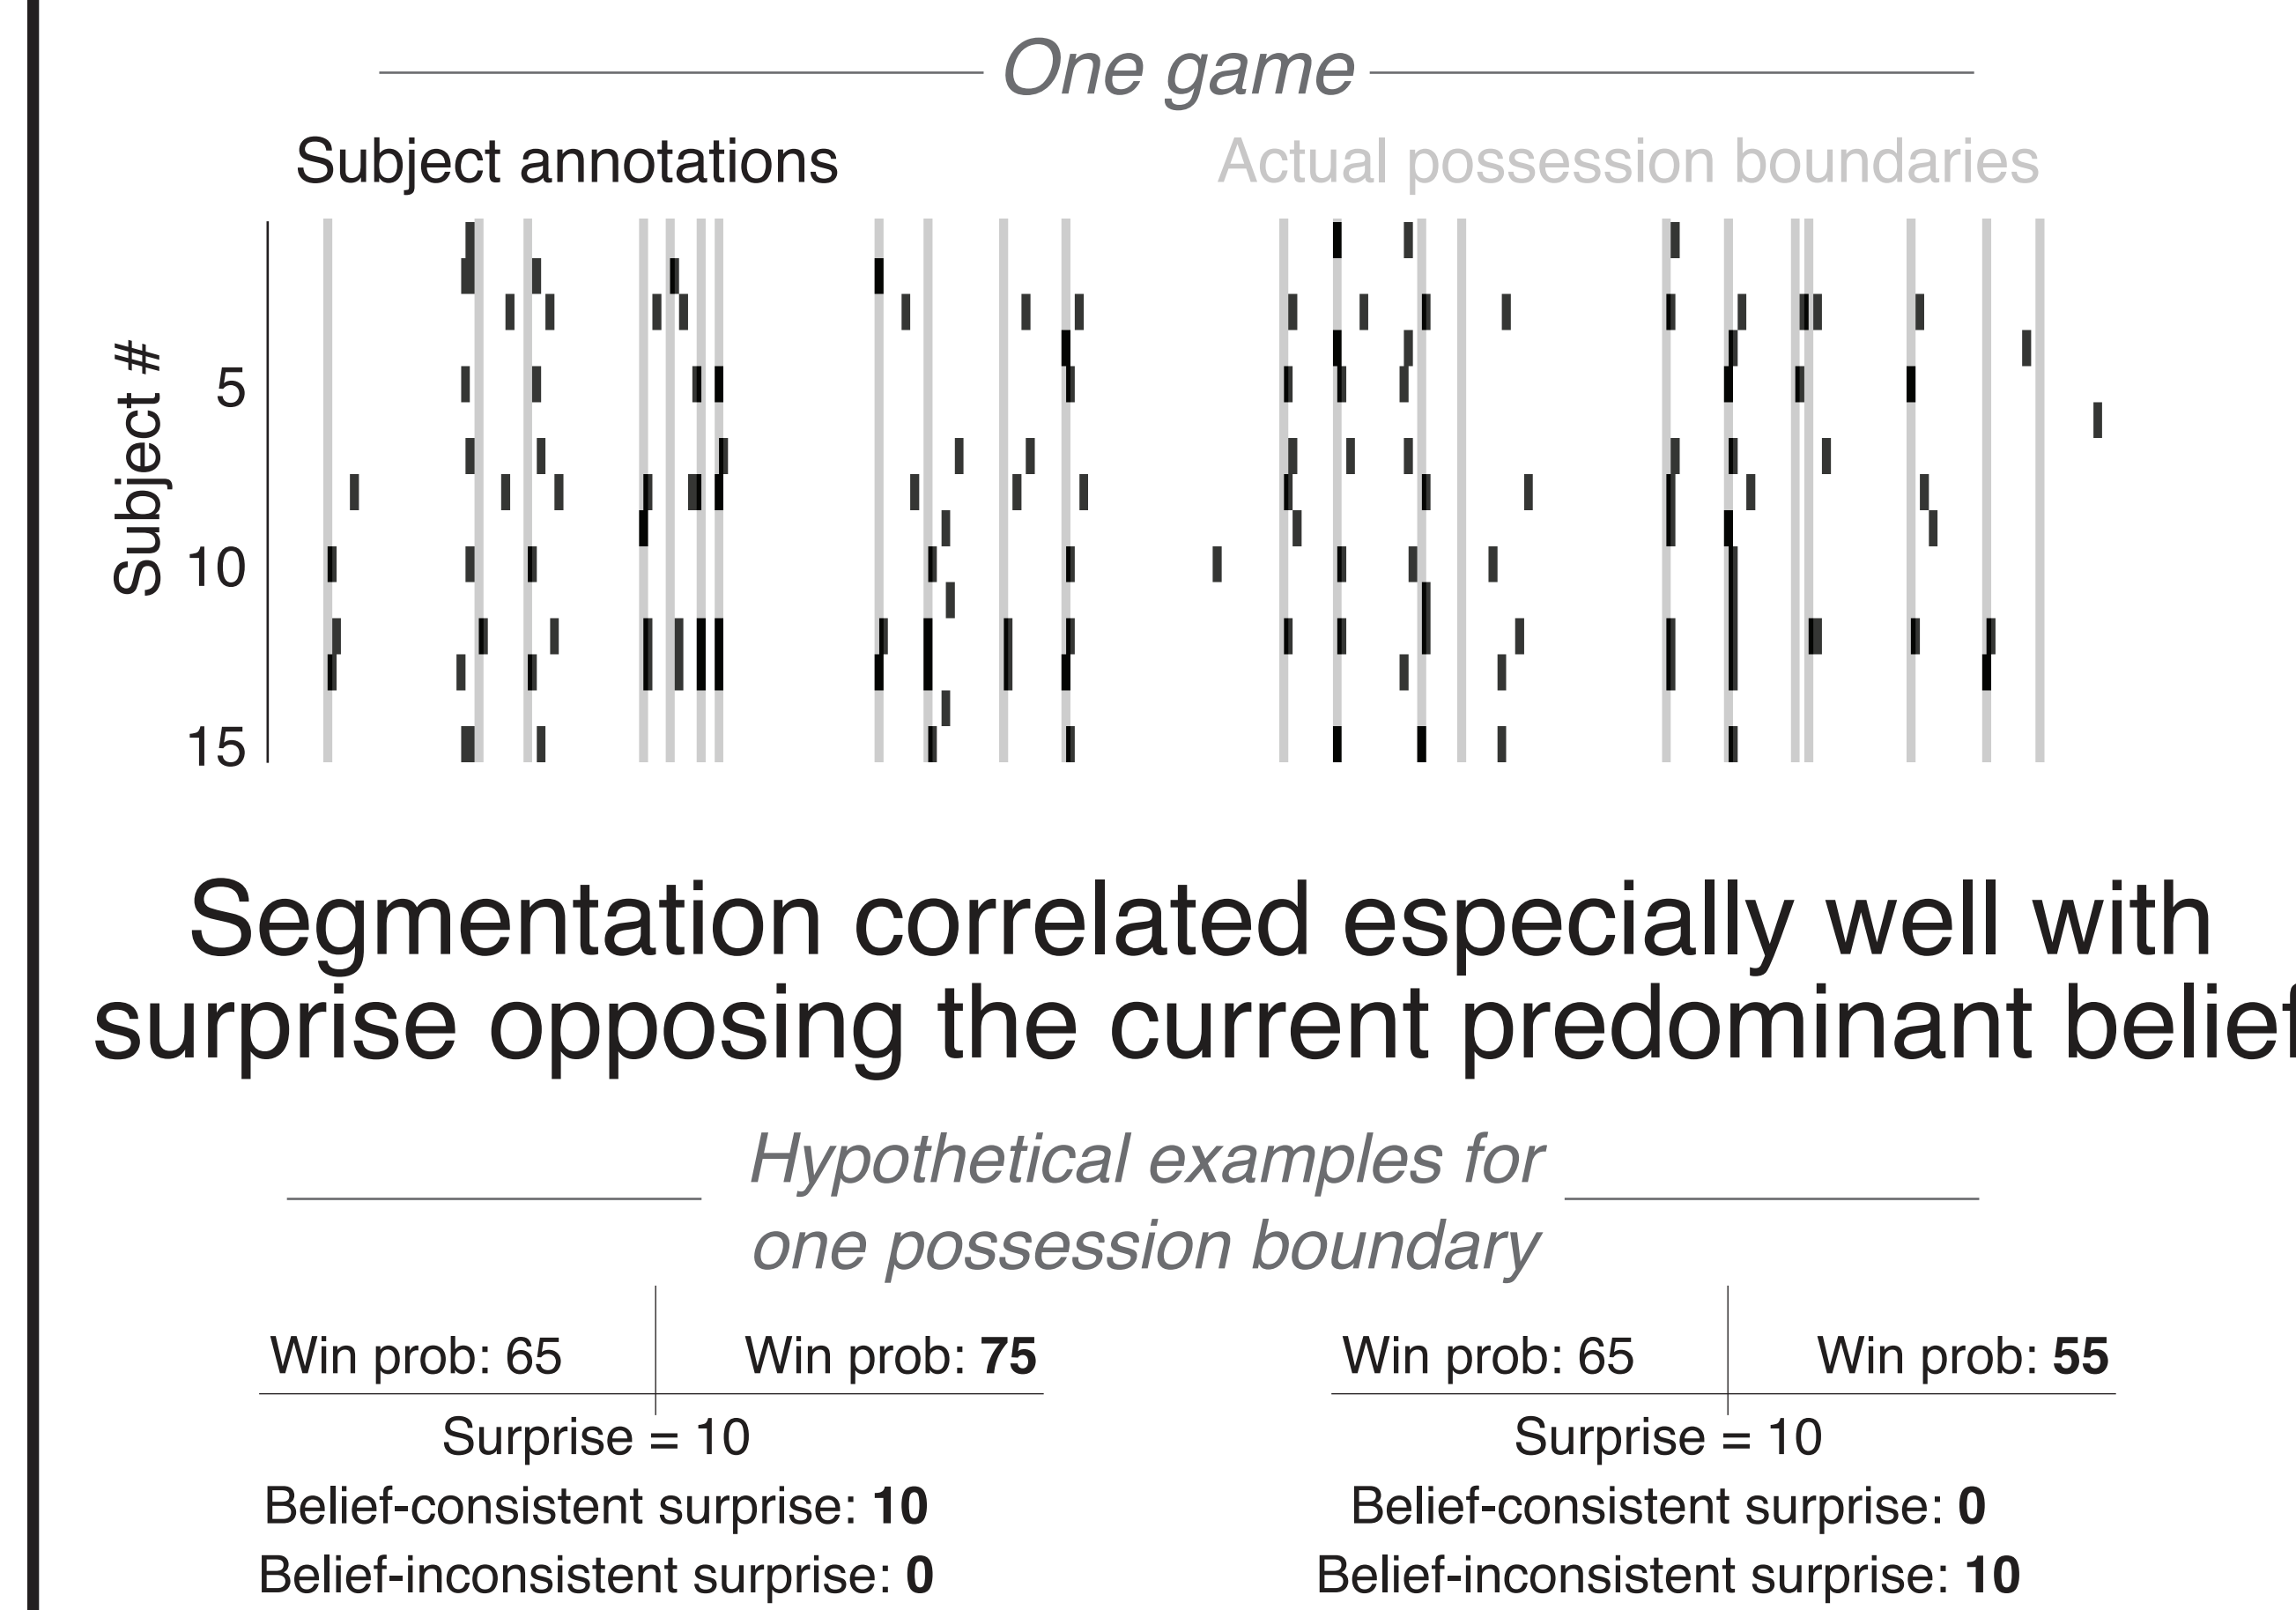 One game
Subject annotations
Actual possession boundaries
Subject #
5
10
15
Segmentation correlated especially well with
surprise opposing the current predominant belief
Hypothetical examples for
one possession boundary
Win prob: 65
Win prob: 75
Surprise = 10
Belief-consistent surprise: 10
Belief-inconsistent surprise: 0
Win prob: 65
Win prob: 55
Surprise = 10
Belief-consistent surprise: 0
Belief-inconsistent surprise: 10